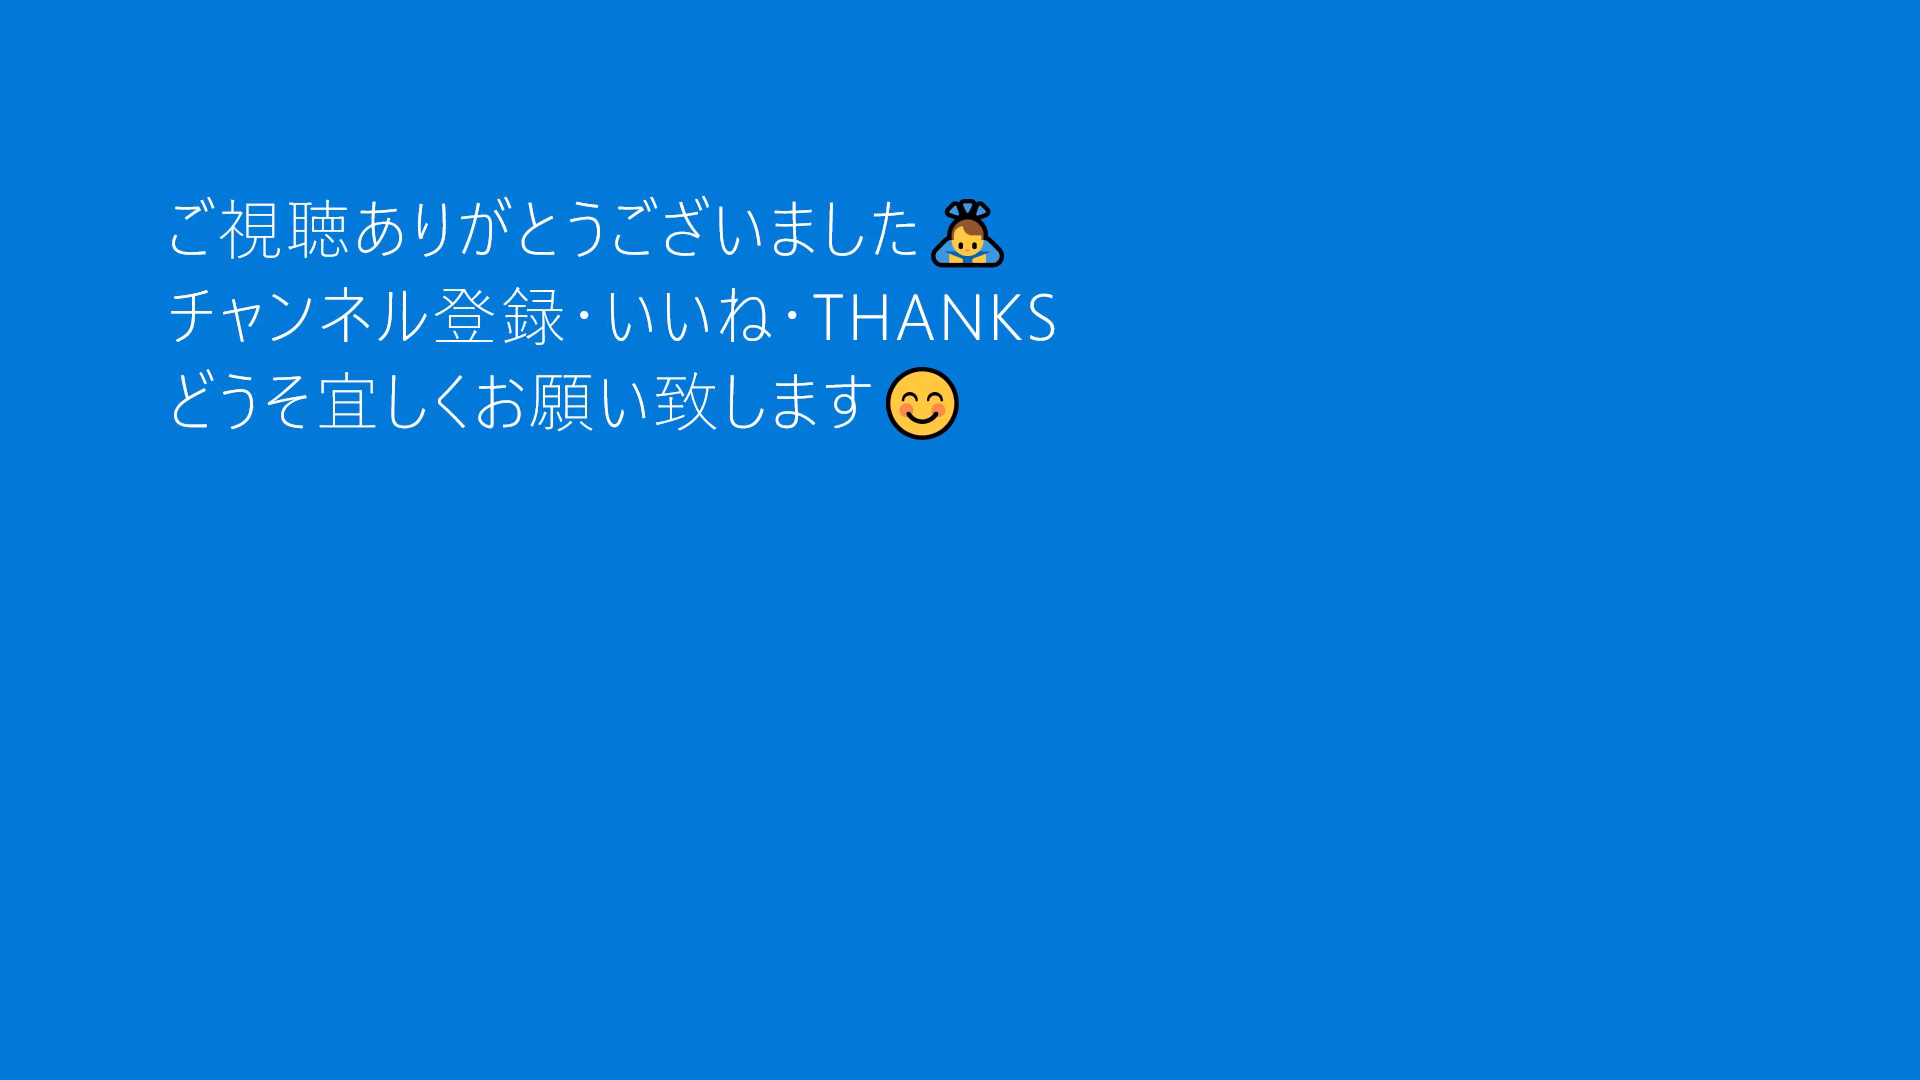 ご視聴ありがとうございました🙇
チャンネル登録・いいね・THANKS
どうそ宜しくお願い致します😊